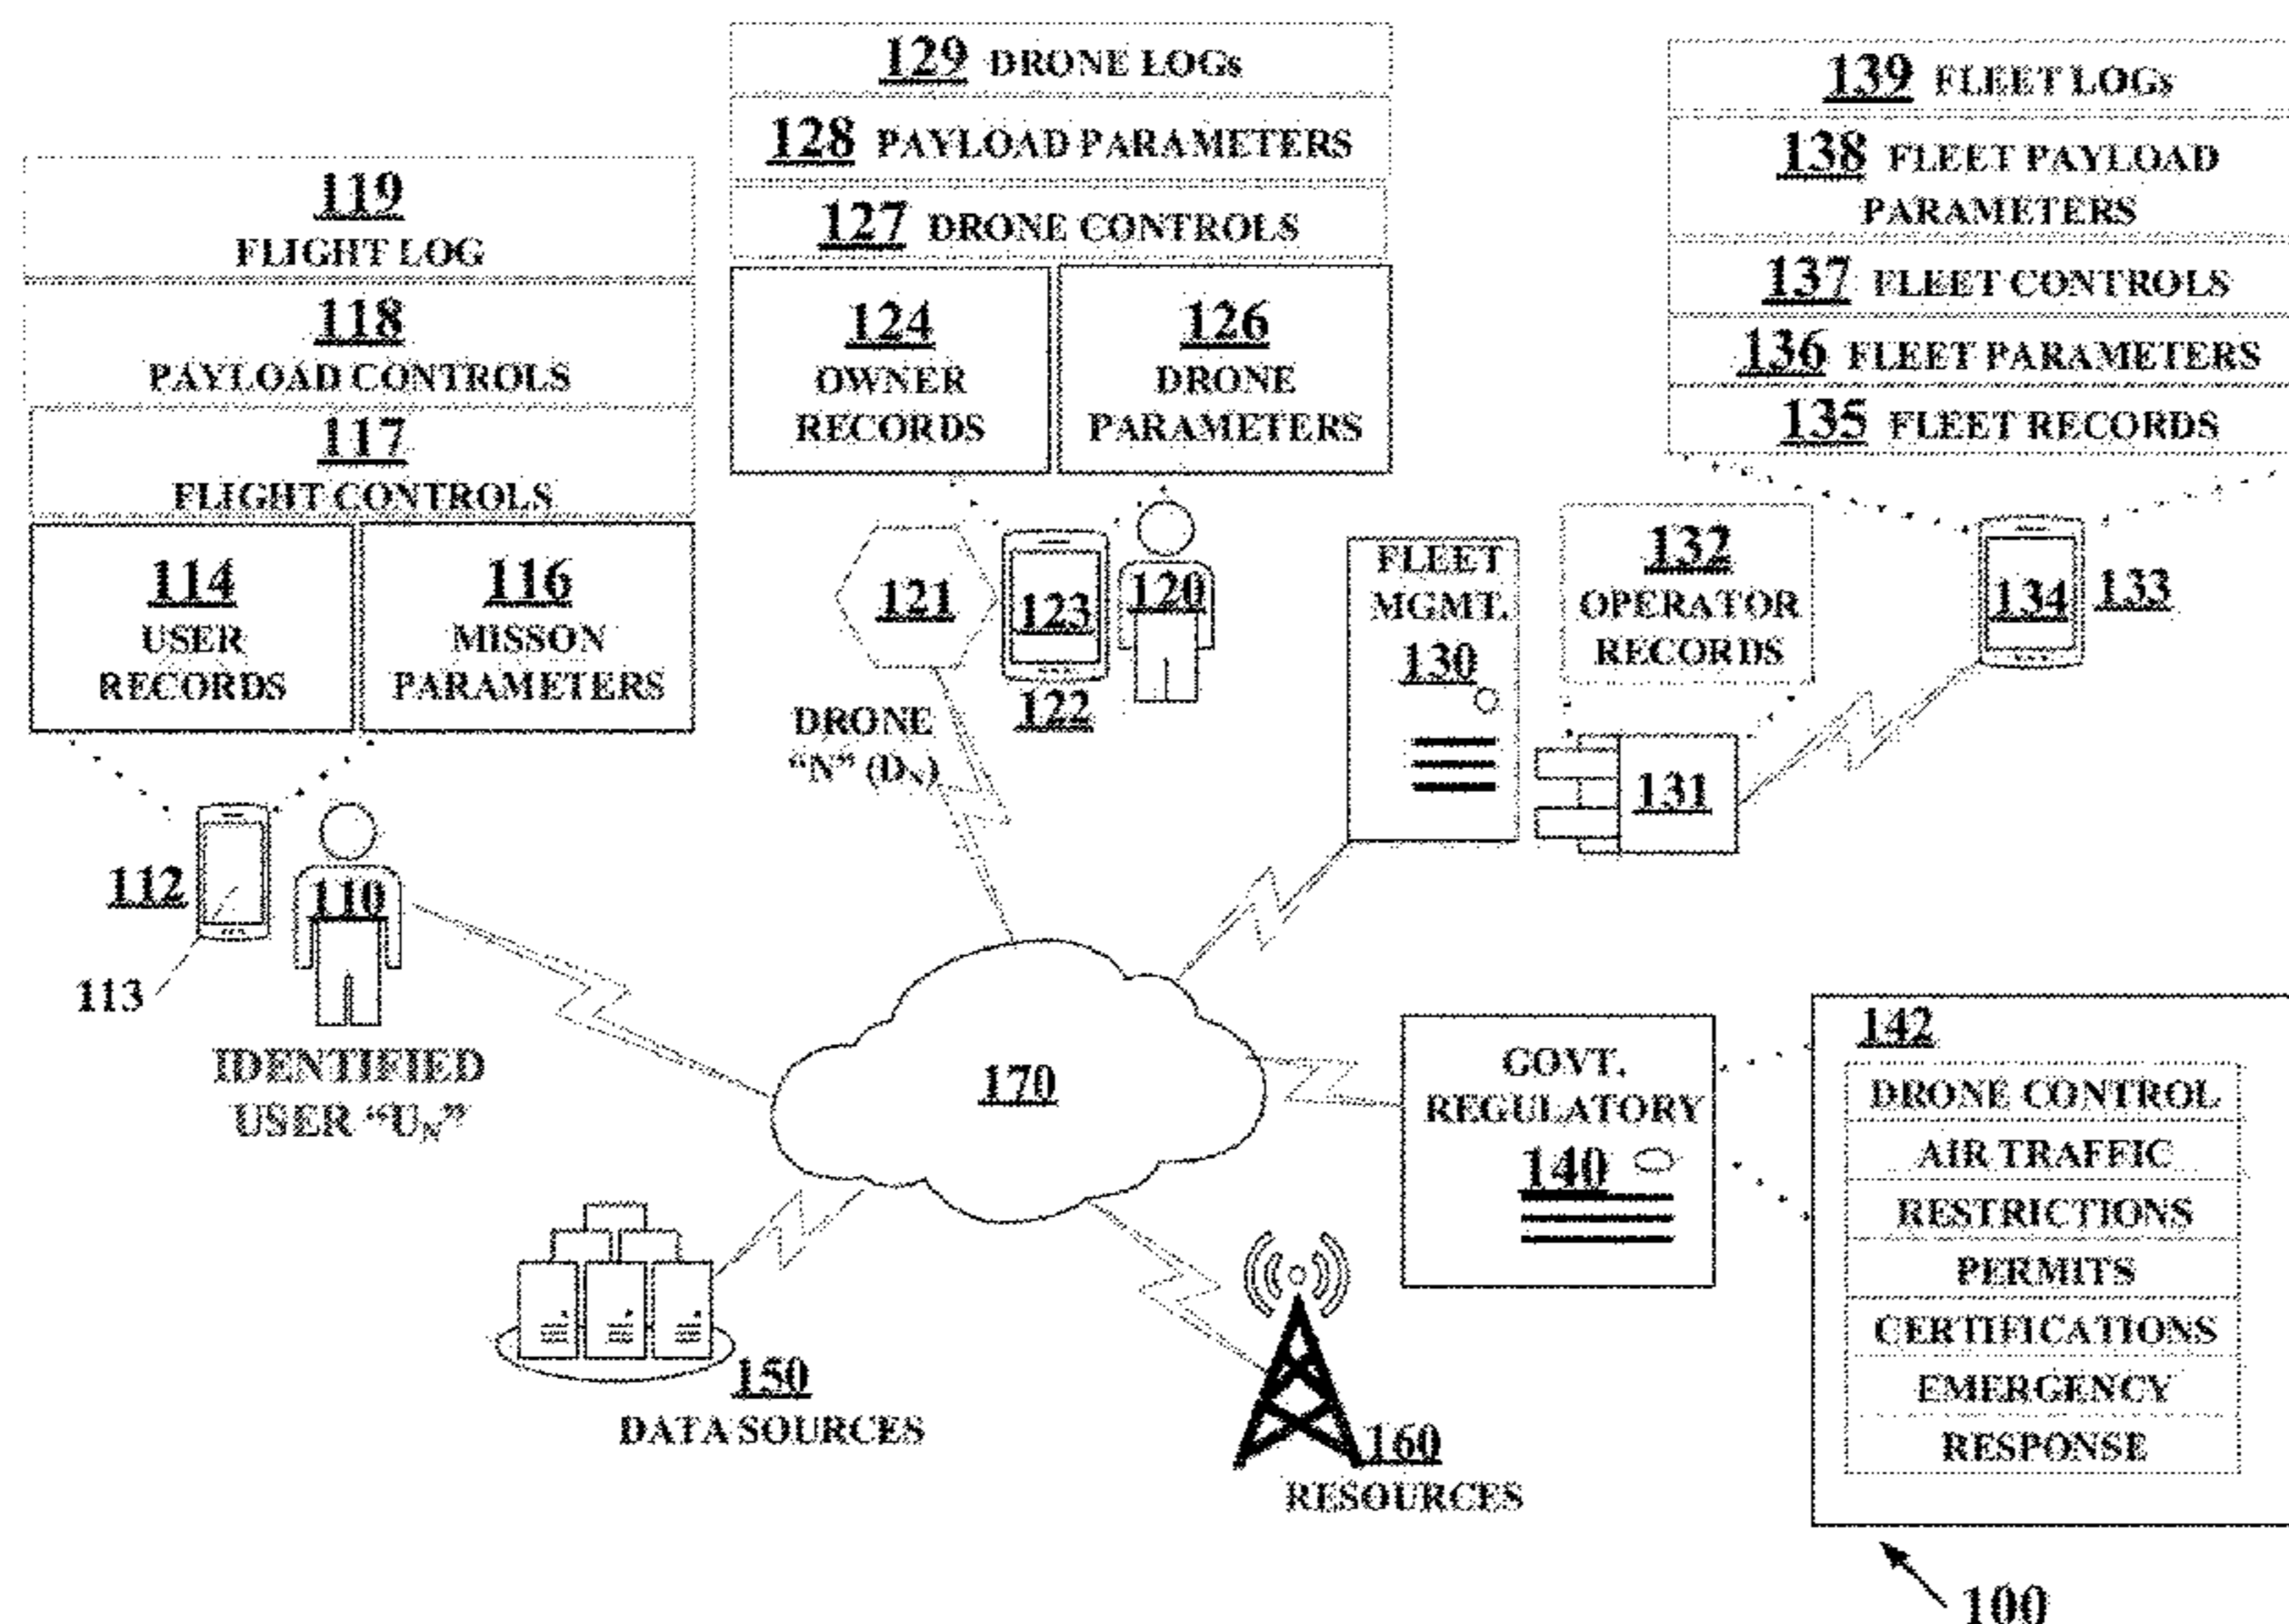 129 DRONE LOGs
128 PAYLOAD PARAMETERS
127 DRONE CONTROLS
124
OWNER
RECORDS
126
DRONE
PARAMETERS
139 FLEET LOGs
138 FLEET PAYLOAD
PARAMETERS
137 FLEET CONTROLS
136 FLEET PARAMETERS
135 FLEET RECORDS
119
FLIGHT LOG
118
PAYLOAD CONTROLS
117
FLIGHT CONTROLS
114
USER
RECORDS
116
MISSON
PARAMETERS
121
123
120
122
DRONE
“N” (DN)
FLEET
MGMT.
130
132
OPERATOR
RECORDS
131
134
133
112
110
113
IDENTIFIED
USER “UN”
170
GOVT.
REGULATORY
140
142
DRONE CONTROL
AIR TRAFFIC
RESTRICTIONS
PERMITS
CERTIFICATIONS
EMERGENCY
RESPONSE
150
DATA SOURCES
160
RESOURCES
100